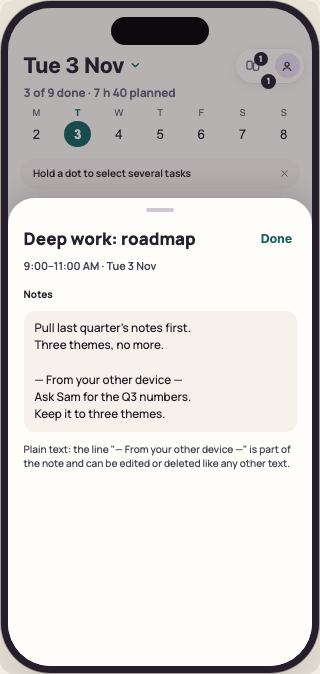 Tue 3 Nov
1
1
3 of 9 done · 7 h 40 planned
M T W T F S S
2 3 4 5 6 7 8
Hold a dot to select several tasks
Deep work: roadmap
Done
9:00–11:00 AM · Tue 3 Nov
Notes
Pull last quarter's notes first.
Three themes, no more.
— From your other device —
Ask Sam for the Q3 numbers.
Keep it to three themes.
Plain text: the line "— From your other device —" is part of
the note and can be edited or deleted like any other text.